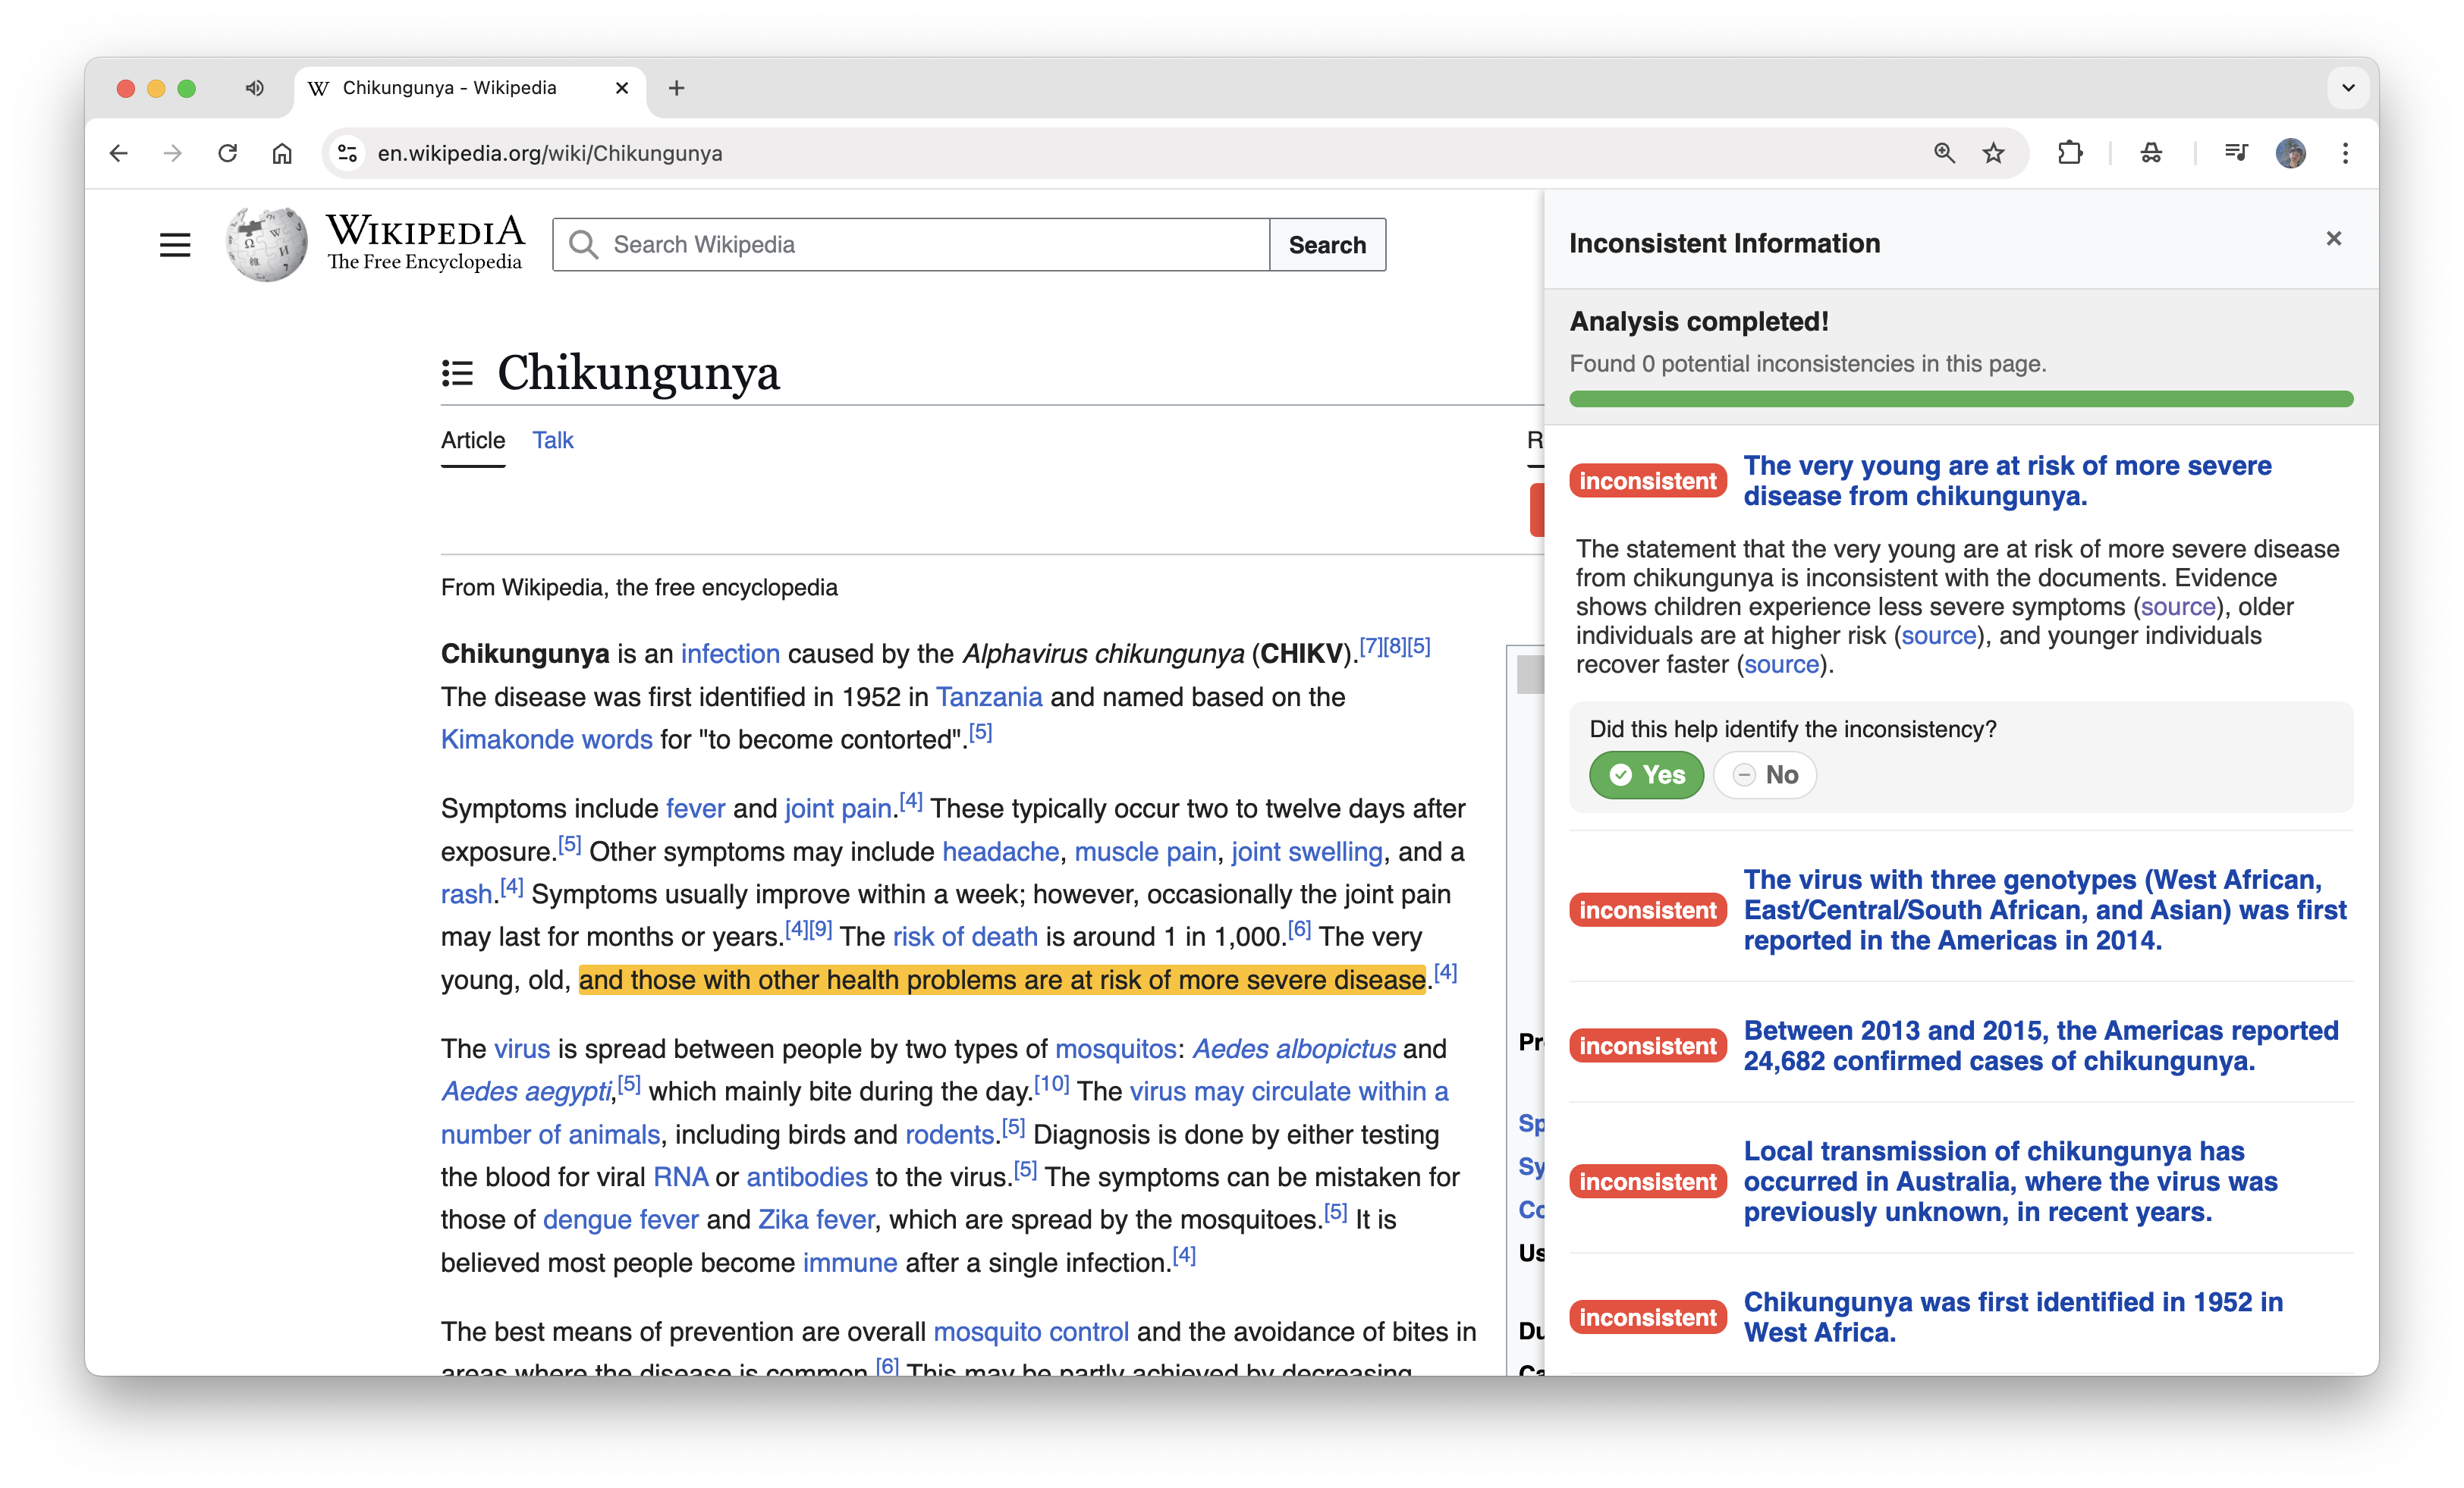 Chikungunya - Wikipedia
en.wikipedia.org/wiki/Chikungunya
WIKIPEDIA
The Free Encyclopedia
Search Wikipedia
Search
Chikungunya
Article Talk
R
From Wikipedia, the free encyclopedia
Chikungunya is an infection caused by the Alphavirus chikungunya (CHIKV).[7][8][5]
The disease was first identified in 1952 in Tanzania and named based on the
Kimakonde words for "to become contorted".[5]
Symptoms include fever and joint pain.[4] These typically occur two to twelve days after
exposure.[5] Other symptoms may include headache, muscle pain, joint swelling, and a
rash.[4] Symptoms usually improve within a week; however, occasionally the joint pain
may last for months or years.[4][9] The risk of death is around 1 in 1,000.[6] The very
young, old, and those with other health problems are at risk of more severe disease.[4]
The virus is spread between people by two types of mosquitos: Aedes albopictus and
Aedes aegypti,[5] which mainly bite during the day.[10] The virus may circulate within a
number of animals, including birds and rodents.[5] Diagnosis is done by either testing
the blood for viral RNA or antibodies to the virus.[5] The symptoms can be mistaken for
those of dengue fever and Zika fever, which are spread by the mosquitoes.[5] It is
believed most people become immune after a single infection.[4]
The best means of prevention are overall mosquito control and the avoidance of bites in
areas where the disease is common.[6] This may be partly achieved by decreasing
Pr
Sp
Sy
Co
Us
Du
Ca
Inconsistent Information
Analysis completed!
Found 0 potential inconsistencies in this page.
inconsistent
The very young are at risk of more severe
disease from chikungunya.
The statement that the very young are at risk of more severe disease
from chikungunya is inconsistent with the documents. Evidence
shows children experience less severe symptoms (source), older
individuals are at higher risk (source), and younger individuals
recover faster (source).
Did this help identify the inconsistency?
Yes No
inconsistent
The virus with three genotypes (West African,
East/Central/South African, and Asian) was first
reported in the Americas in 2014.
inconsistent
Between 2013 and 2015, the Americas reported
24,682 confirmed cases of chikungunya.
inconsistent
Local transmission of chikungunya has
occurred in Australia, where the virus was
previously unknown, in recent years.
inconsistent
Chikungunya was first identified in 1952 in
West Africa.